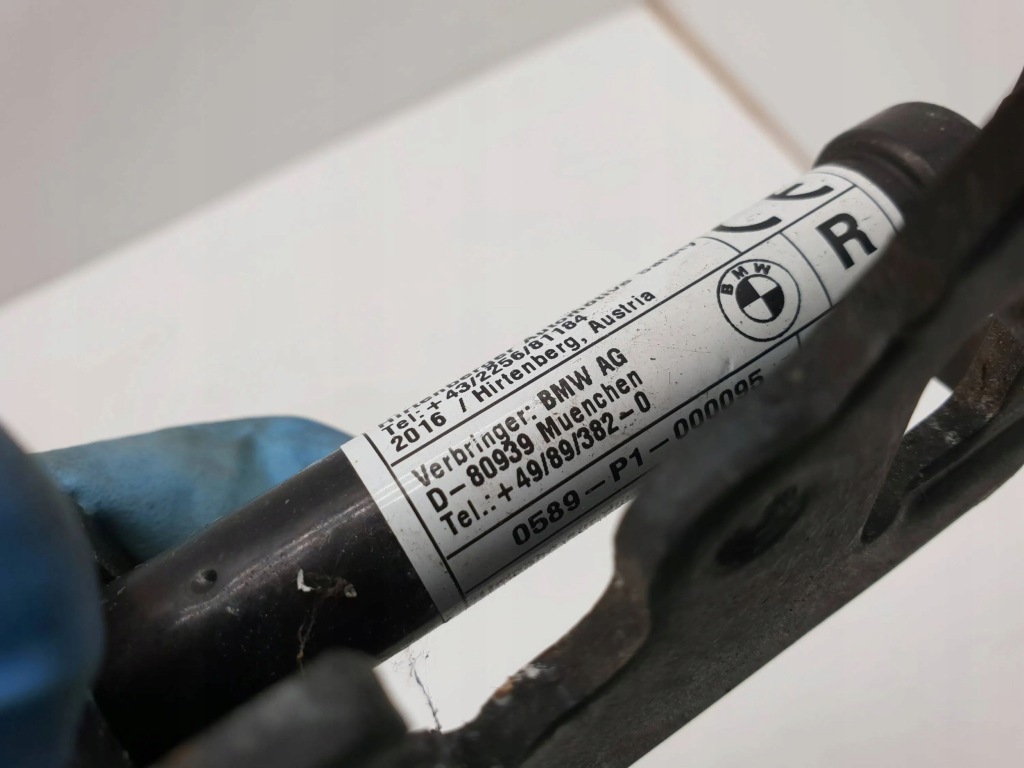 Tel.: +43/2256/81184
2016 / Hirtenberg, Austria
Verbringer: BMW AG
D-80939 Muenchen
Tel.: +49/89/382-0
0589-P1-000095
BMW
R